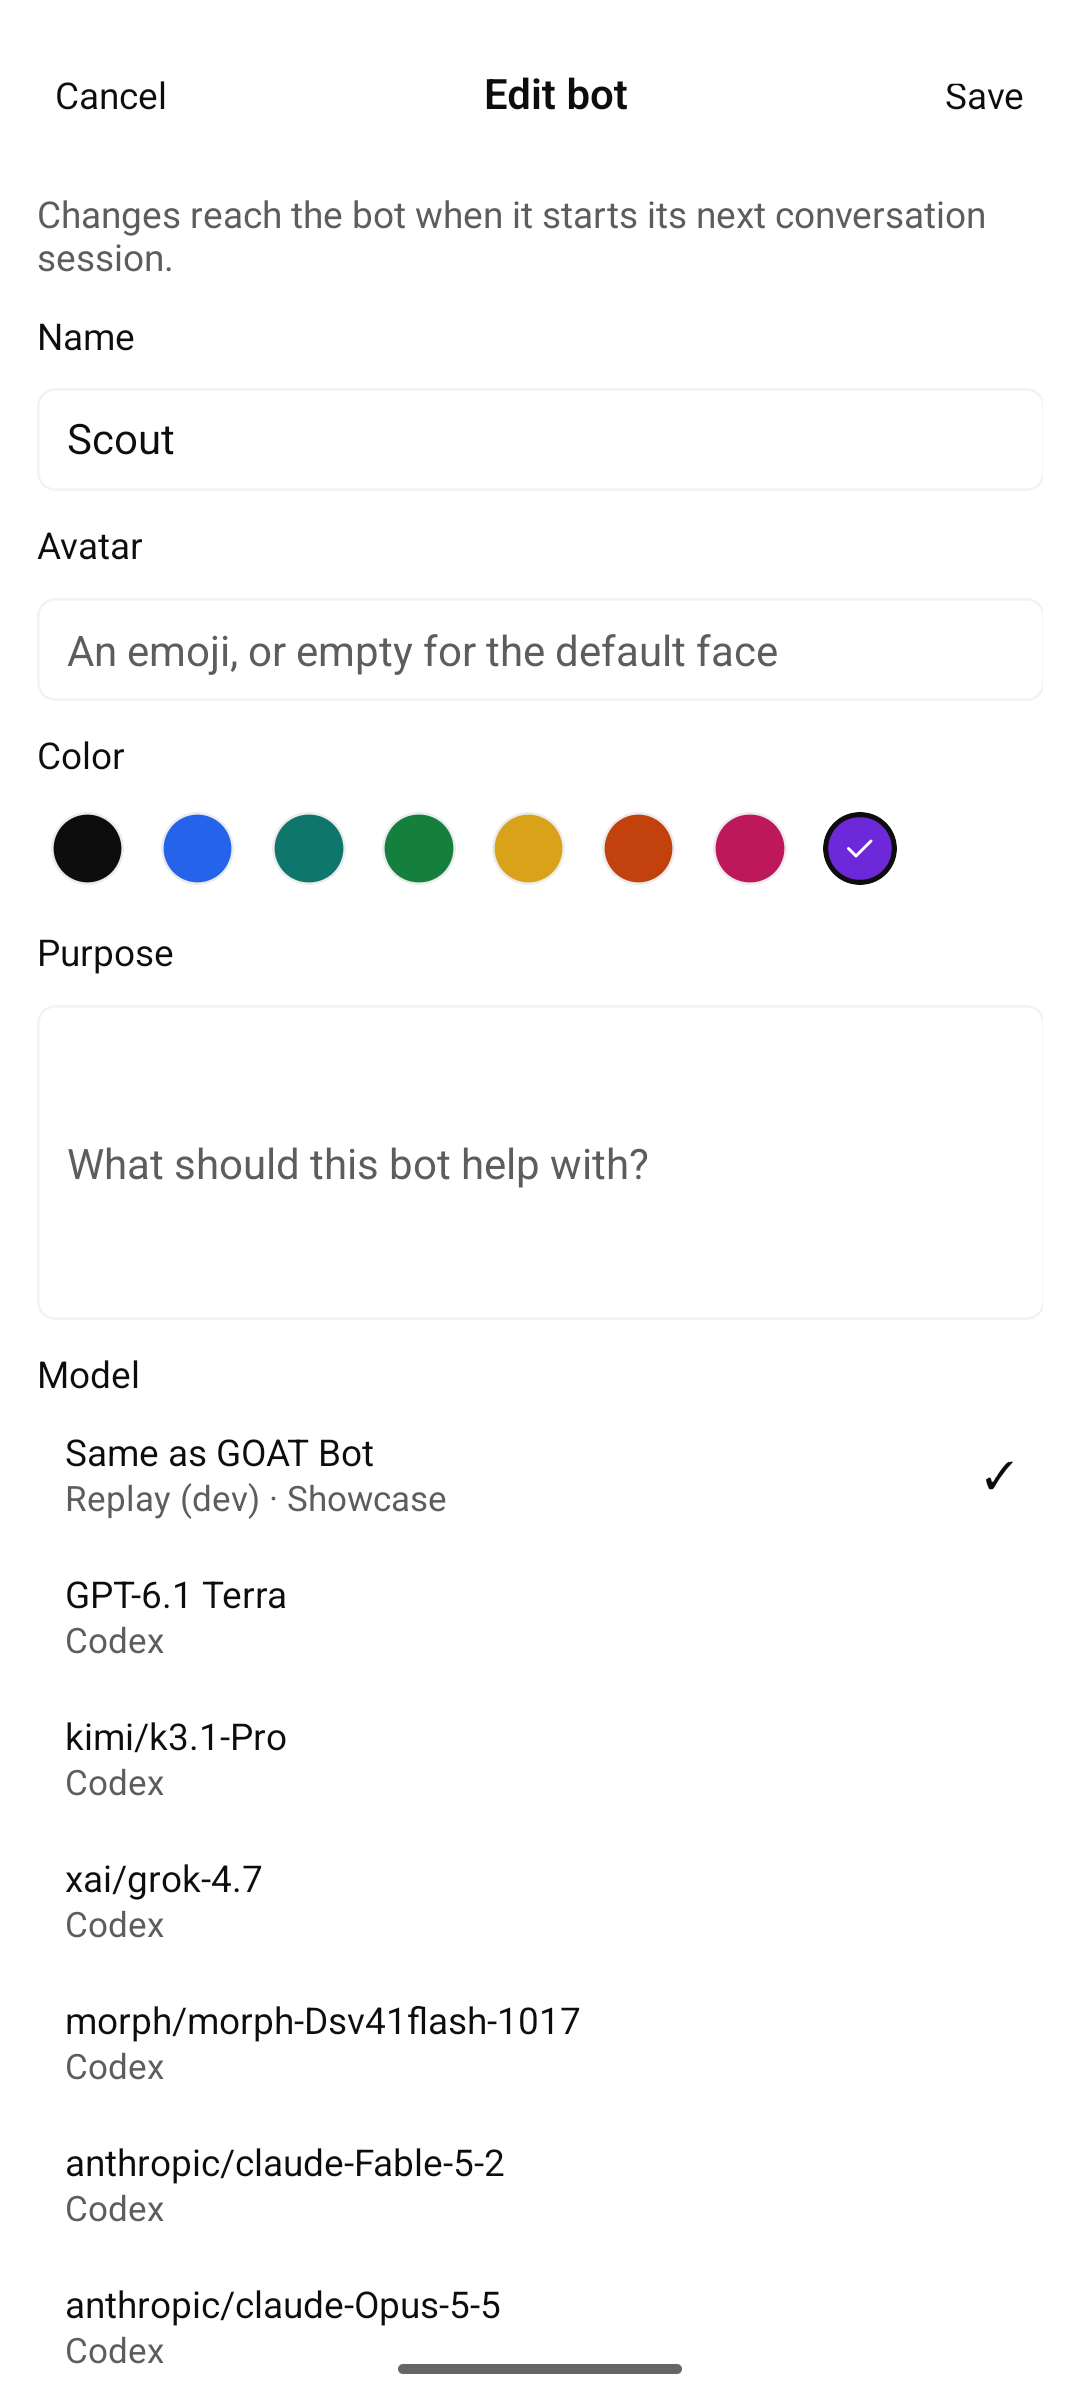 Cancel
Edit bot
Save
Changes reach the bot when it starts its next conversation
session.
Name
Scout
Avatar
An emoji, or empty for the default face
Color
Purpose
What should this bot help with?
Model
Same as GOAT Bot
Replay (dev) · Showcase
✓
GPT-6.1 Terra
Codex
kimi/k3.1-Pro
Codex
xai/grok-4.7
Codex
morph/morph-Dsv41flash-1017
Codex
anthropic/claude-Fable-5-2
Codex
anthropic/claude-Opus-5-5
Codex